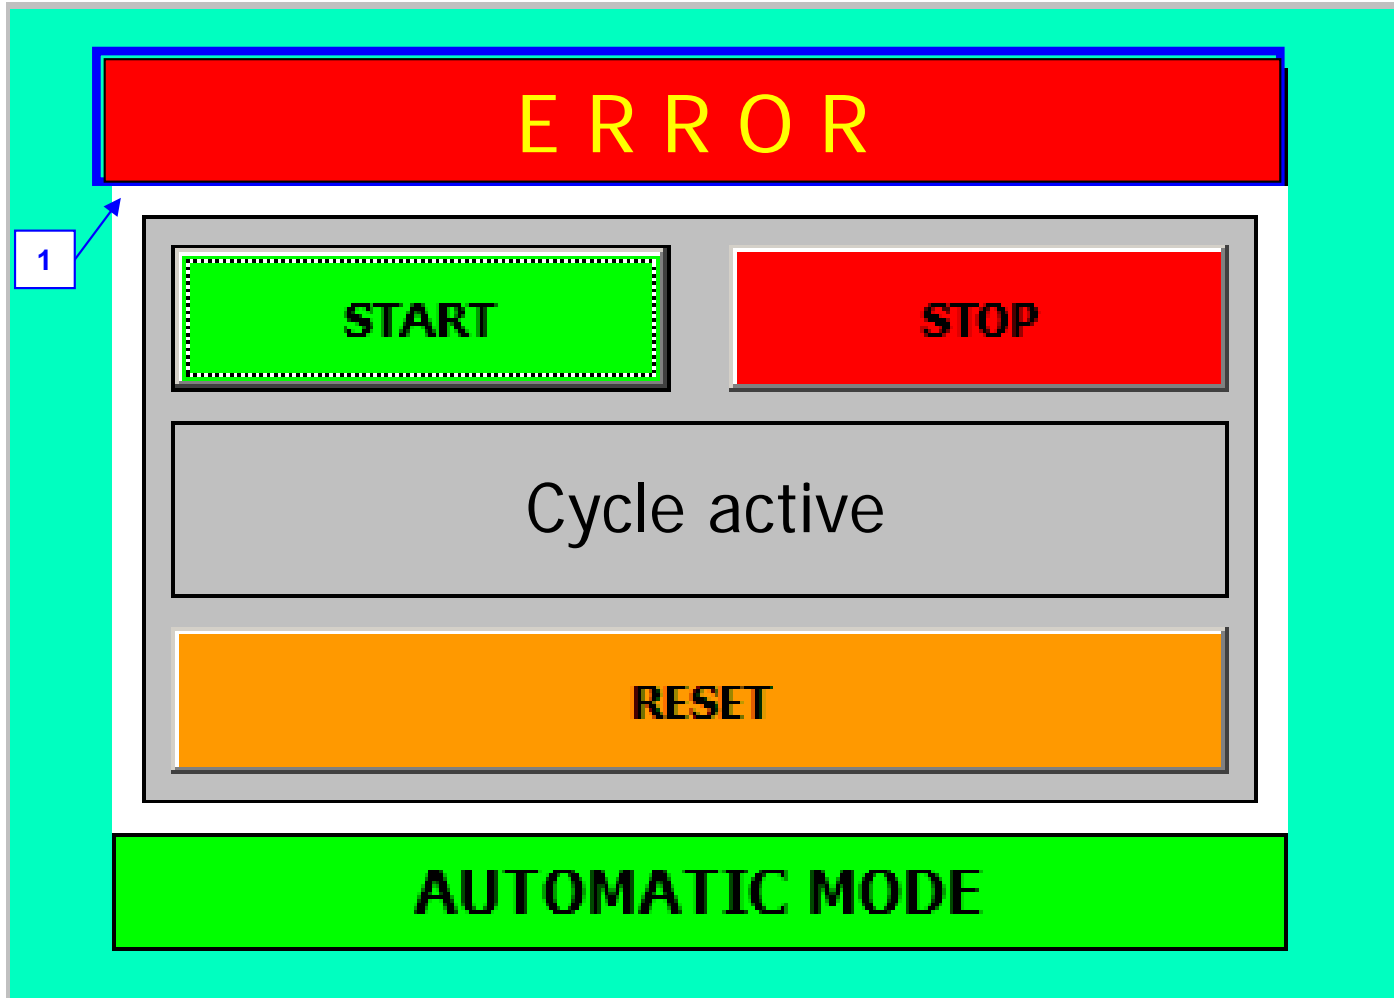 E R R O R
1
START
STOP
Cycle active
RESET
AUTOMATIC MODE